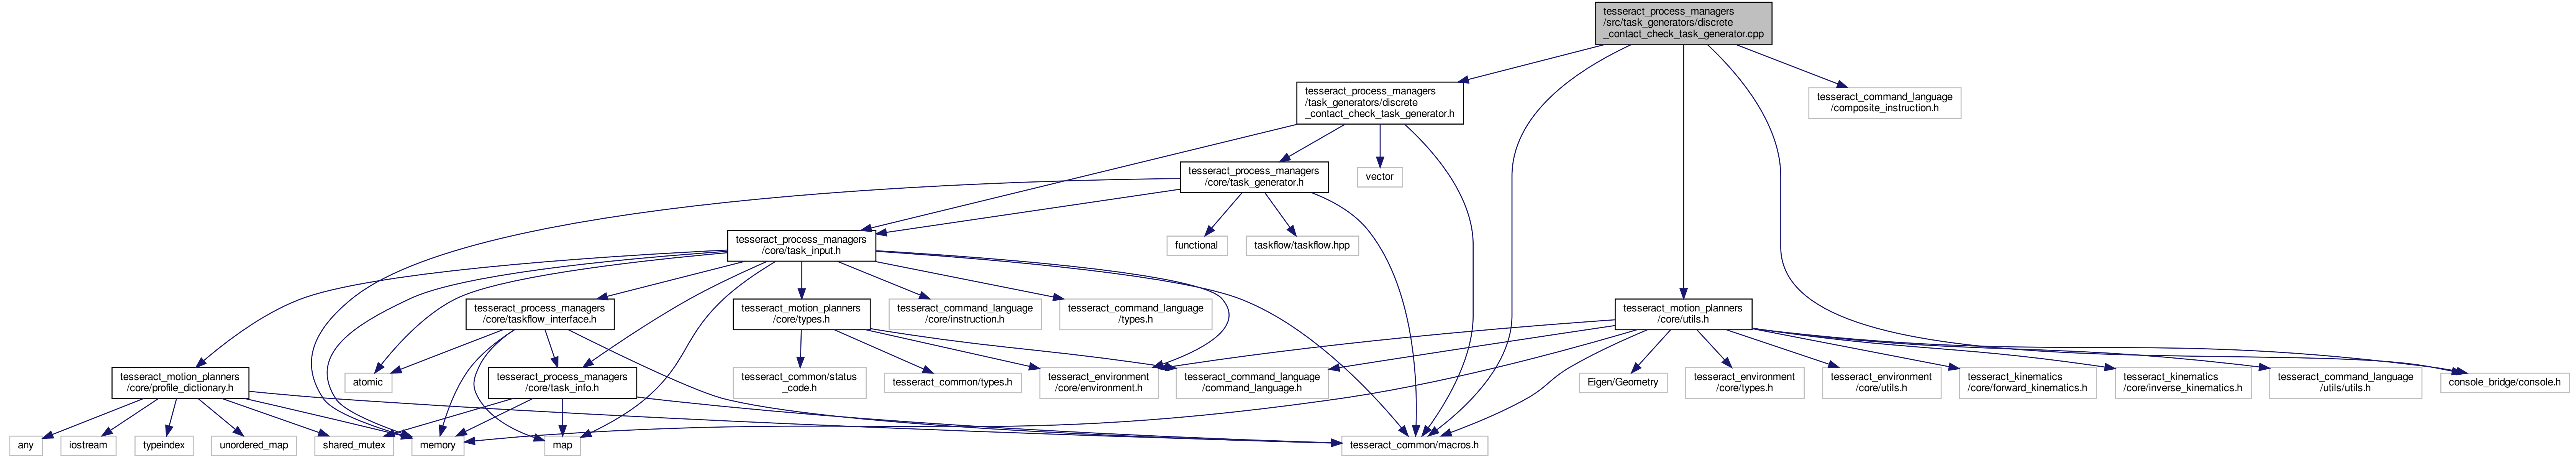 tesseract_process_managers
/src/task_generators/discrete
_contact_check_task_generator.cpp
tesseract_process_managers
/task_generators/discrete
_contact_check_task_generator.h
tesseract_command_language
/composite_instruction.h
tesseract_process_managers
/core/task_generator.h
vector
tesseract_process_managers
/core/task_input.h
functional
taskflow/taskflow.hpp
tesseract_process_managers
/core/taskflow_interface.h
tesseract_motion_planners
/core/types.h
tesseract_command_language
/core/instruction.h
tesseract_command_language
/types.h
tesseract_motion_planners
/core/utils.h
tesseract_motion_planners
/core/profile_dictionary.h
atomic
tesseract_process_managers
/core/task_info.h
tesseract_common/status
_code.h
tesseract_common/types.h
tesseract_environment
/core/environment.h
tesseract_command_language
/command_language.h
Eigen/Geometry
tesseract_environment
/core/types.h
tesseract_environment
/core/utils.h
tesseract_kinematics
/core/forward_kinematics.h
tesseract_kinematics
/core/inverse_kinematics.h
tesseract_command_language
/utils/utils.h
console_bridge/console.h
any
iostream
typeindex
unordered_map
shared_mutex
memory
map
tesseract_common/macros.h